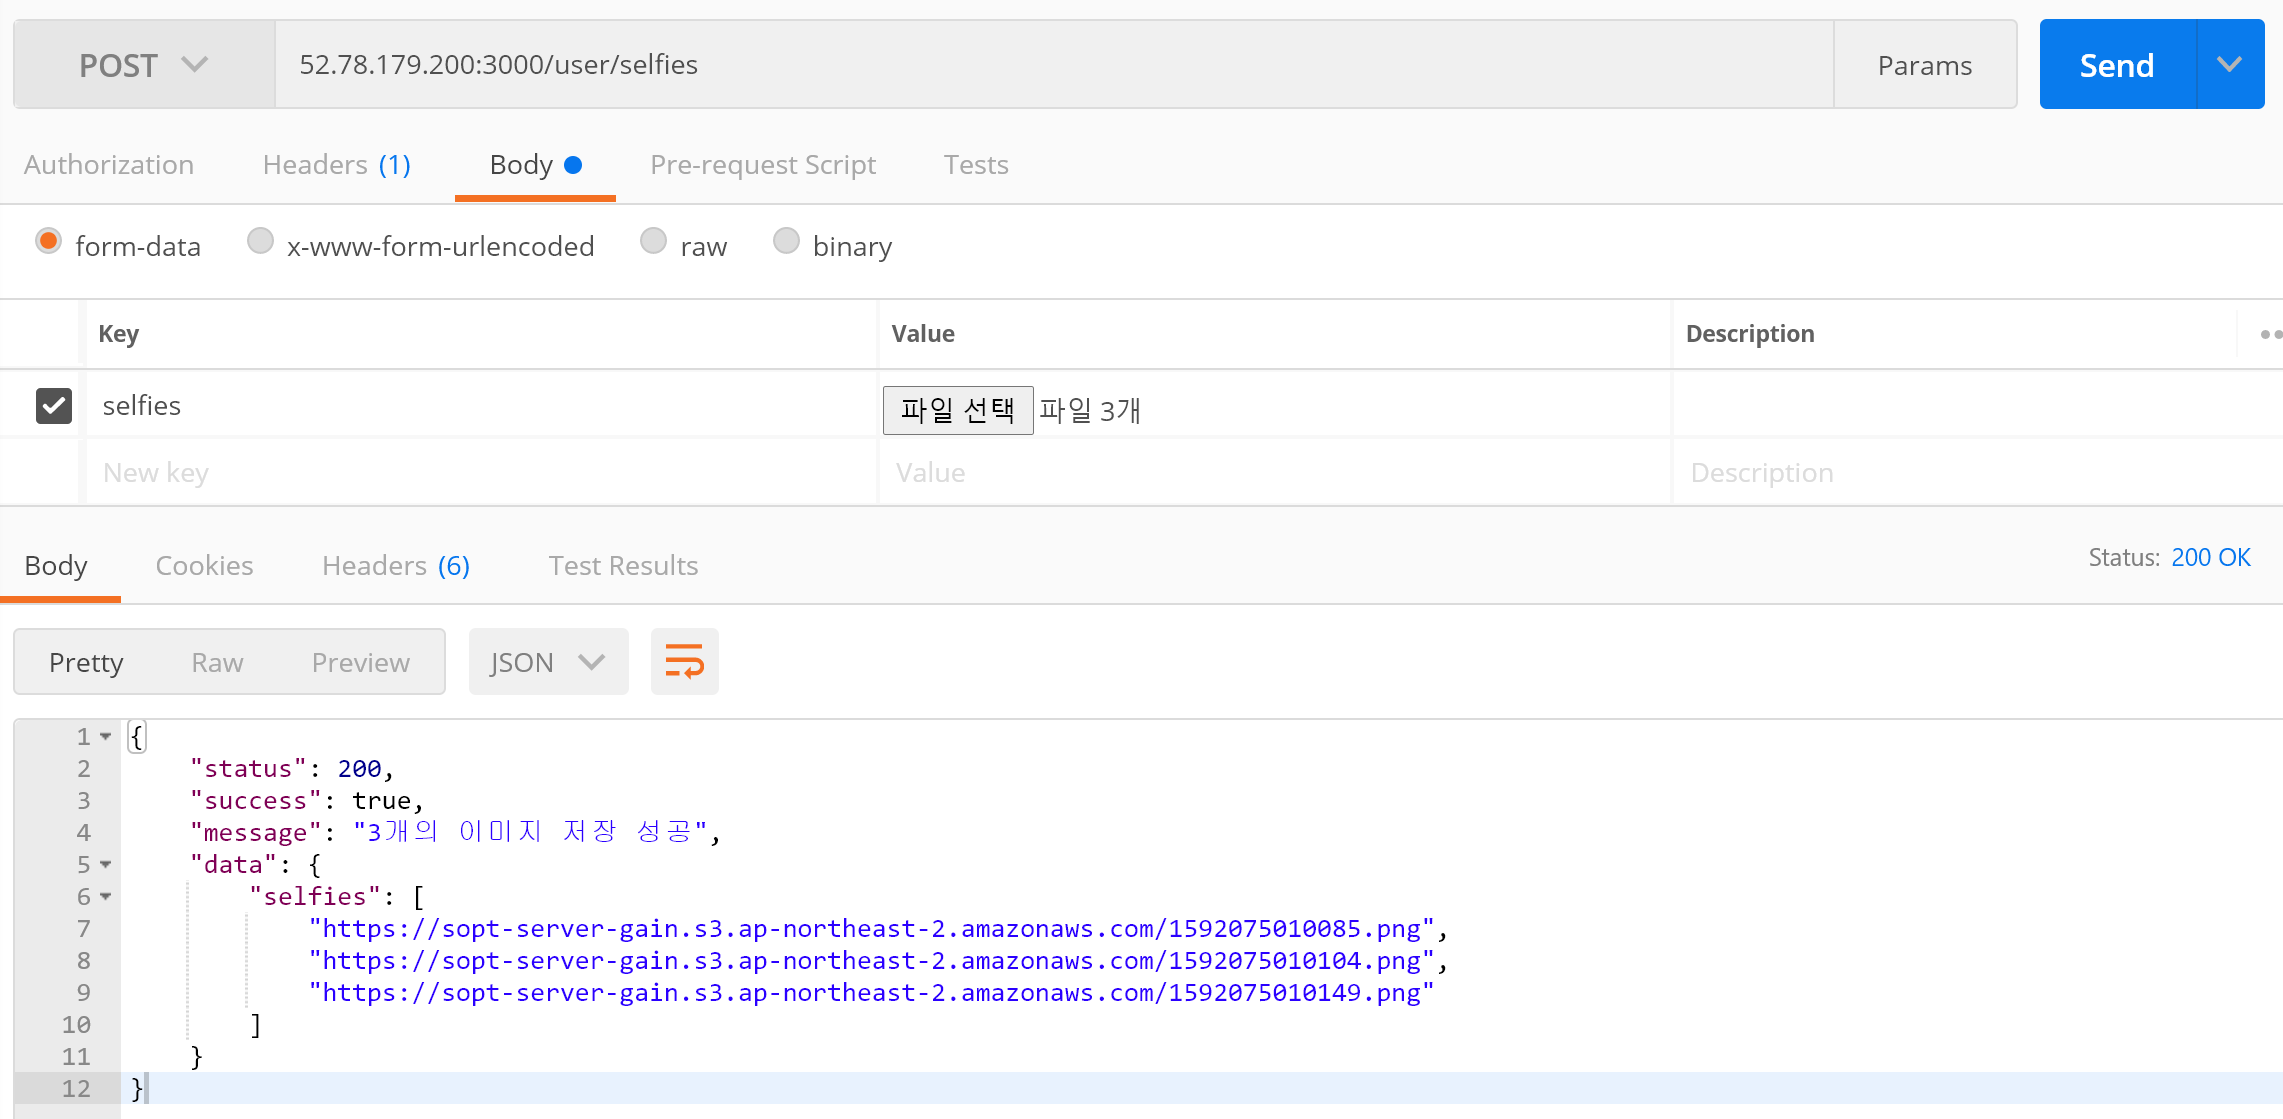 POST 52.78.179.200:3000/user/selfies Params Send
Authorization Headers (1) Body Pre-request Script Tests
form-data x-www-form-urlencoded raw binary
Key Value Description
selfies 파일 선택 파일 3개
New key Value Description
Body Cookies Headers (6) Test Results Status: 200 OK
Pretty Raw Preview JSON
1 {
2 "status": 200,
3 "success": true,
4 "message": "3개의 이미지 저장 성공",
5 "data": {
6 "selfies": [
7 "https://sopt-server-gain.s3.ap-northeast-2.amazonaws.com/1592075010085.png",
8 "https://sopt-server-gain.s3.ap-northeast-2.amazonaws.com/1592075010104.png",
9 "https://sopt-server-gain.s3.ap-northeast-2.amazonaws.com/1592075010149.png"
10 ]
11 }
12 }